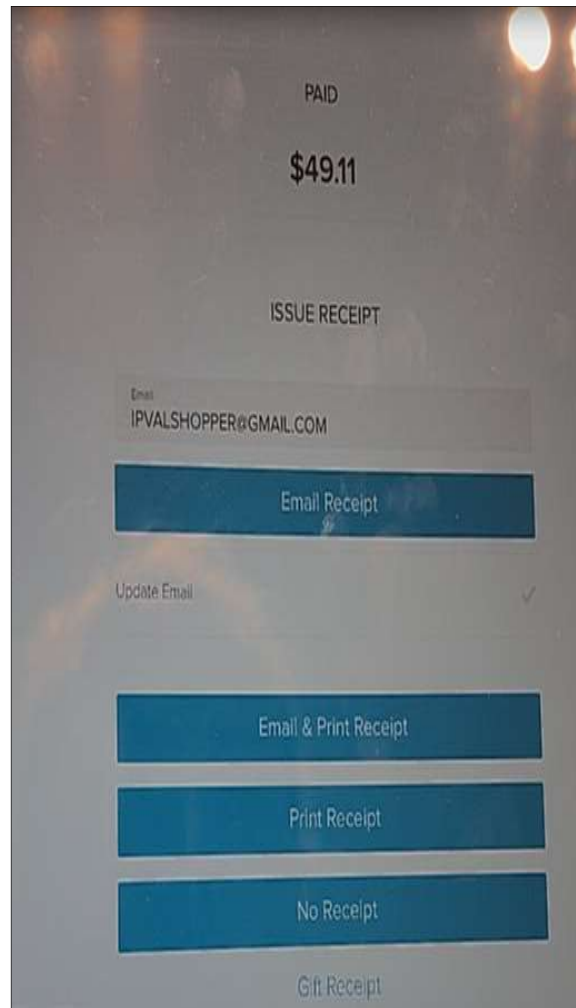 PAID
$49.11
ISSUE RECEIPT
Email
IPVALSHOPPER@GMAIL.COM
Email Receipt
Update Email
Email & Print Receipt
Print Receipt
No Receipt
Gift Receipt